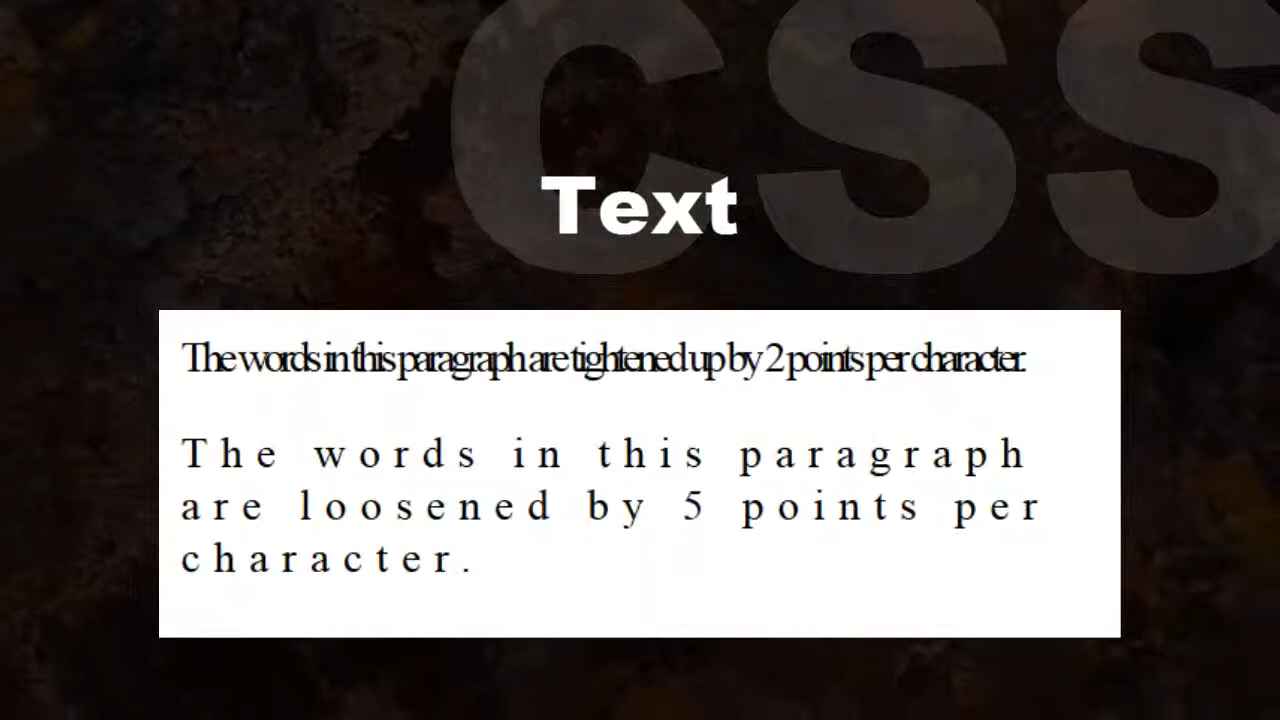 CSS
Text
The words in this paragraph are tightened up by 2 points per character.
The words in this paragraph
are loosened by 5 points per
character.